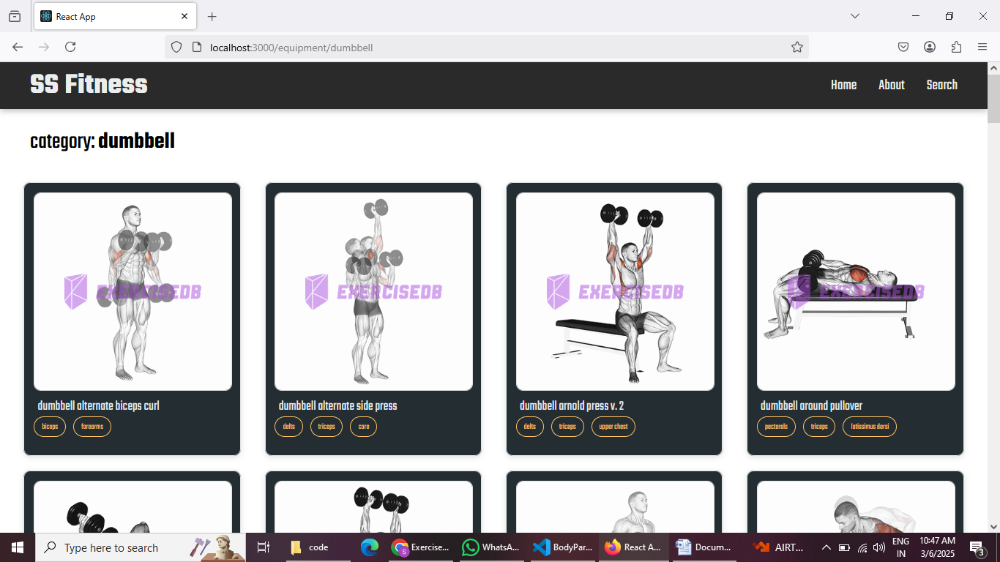 React App
localhost:3000/equipment/dumbbell
SS Fitness
Home About Search
category: dumbbell
EXERCISEDB EXERCISEDB EXERCISEDB EXERCISEDB
dumbbell alternate biceps curl
biceps forearms
dumbbell alternate side press
delts triceps core
dumbbell arnold press v. 2
delts triceps upper chest
dumbbell around pullover
pectorals triceps latissimus dorsi
Type here to search
code
Exercise...
S
WhatsA...
BodyPar...
React A...
Docum...
AIRT...
ENG
IN
10:47 AM
3/6/2025
3